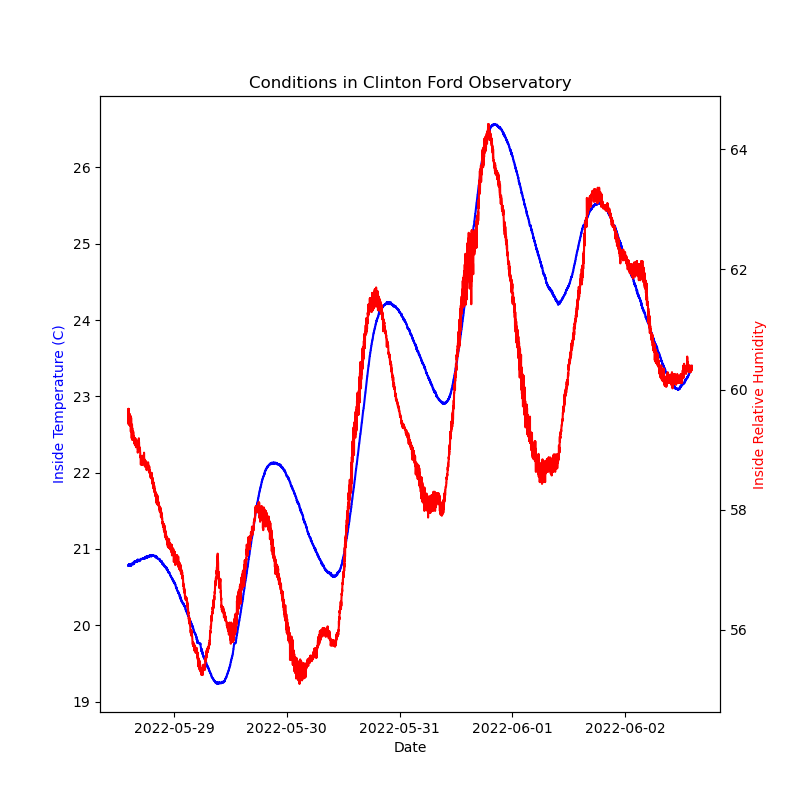 Conditions in Clinton Ford Observatory
26
25
24
23
22
21
20
19
Inside Temperature (C)
64
62
60
58
56
Inside Relative Humidity
2022-05-29 2022-05-30 2022-05-31 2022-06-01 2022-06-02
Date